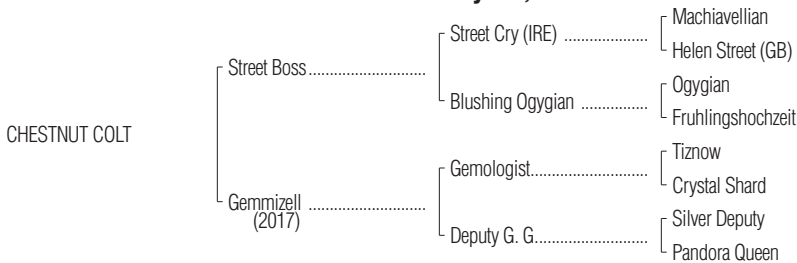 Machiavellian
Street Cry (IRE) ..................
Helen Street (GB)
Street Boss.........................
Ogygian
Blushing Ogygian ..............
Fruhlingshochzeit
CHESTNUT COLT
Tiznow
Gemologist.........................
Crystal Shard
Gemmizell .........................
(2017)
Silver Deputy
Deputy G. G........................
Pandora Queen